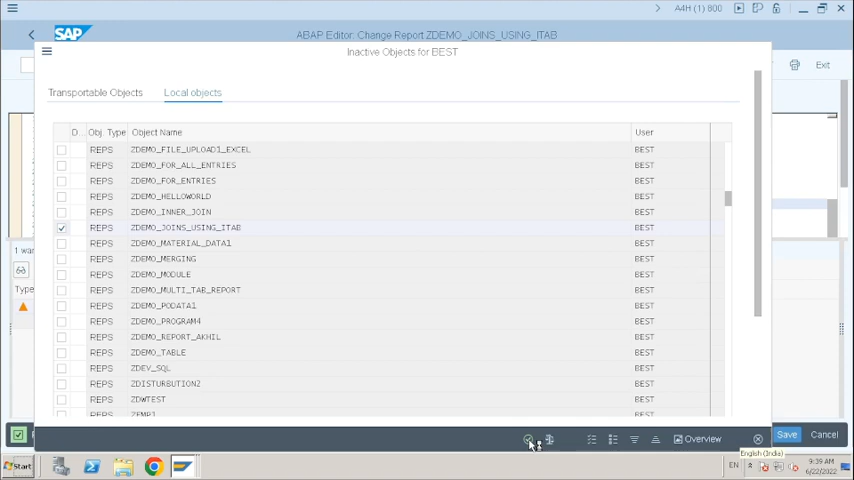 A4H (1) 800
SAP
ABAP Editor: Change Report ZDEMO_JOINS_USING_ITAB
Exit
Inactive Objects for BEST
Transportable Objects Local objects
D... Obj. Type Object Name User
REPS ZDEMO_FILE_UPLOAD1_EXCEL BEST
REPS ZDEMO_FOR_ALL_ENTRIES BEST
REPS ZDEMO_FOR_ENTRIES BEST
REPS ZDEMO_HELLOWORLD BEST
REPS ZDEMO_INNER_JOIN BEST
REPS ZDEMO_JOINS_USING_ITAB BEST
REPS ZDEMO_MATERIAL_DATA1 BEST
REPS ZDEMO_MERGING BEST
REPS ZDEMO_MODULE BEST
REPS ZDEMO_MULTI_TAB_REPORT BEST
REPS ZDEMO_PODATA1 BEST
REPS ZDEMO_PROGRAM4 BEST
REPS ZDEMO_REPORT_AKHIL BEST
REPS ZDEMO_TABLE BEST
REPS ZDEV_SQL BEST
REPS ZDISTURBUTION2 BEST
REPS ZDWTEST BEST
REPS ZEMP1 BEST
1 war
Type
Overview
Save Cancel
English (India)
Start
EN
9:39 AM
6/22/2022